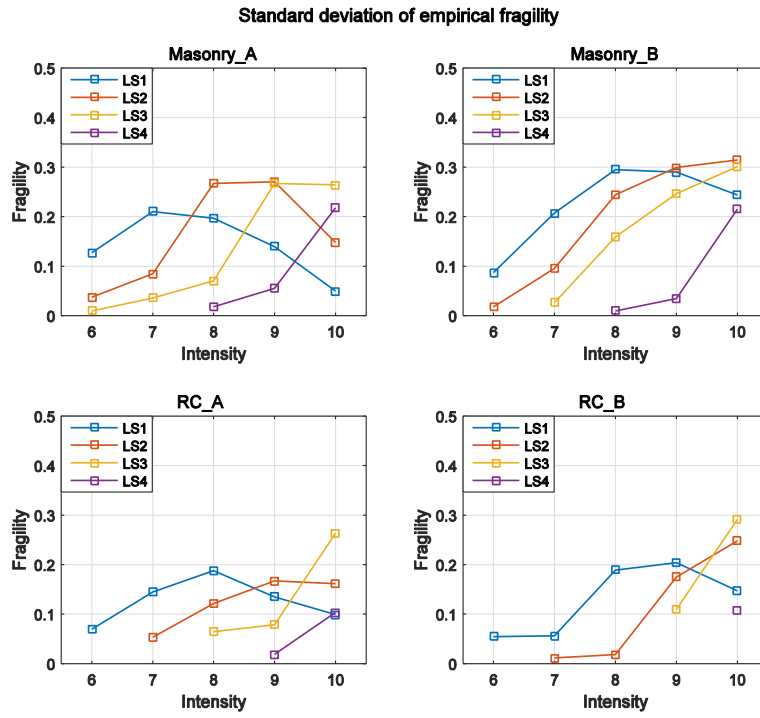 Standard deviation of empirical fragility
Masonry_A
LS1
LS2
LS3
LS4
0.5
0.4
0.3
0.2
0.1
0
Fragility
6 7 8 9 10
Intensity
Masonry_B
LS1
LS2
LS3
LS4
0.5
0.4
0.3
0.2
0.1
0
Fragility
6 7 8 9 10
Intensity
RC_A
LS1
LS2
LS3
LS4
0.5
0.4
0.3
0.2
0.1
0
Fragility
6 7 8 9 10
Intensity
RC_B
LS1
LS2
LS3
LS4
0.5
0.4
0.3
0.2
0.1
0
Fragility
6 7 8 9 10
Intensity